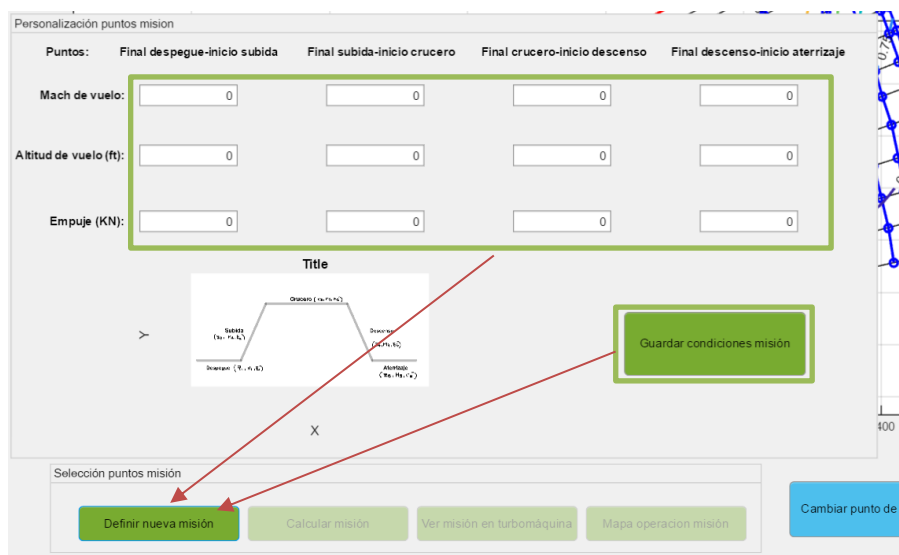 Personalización puntos mision
Puntos: Final despegue-inicio subida Final subida-inicio crucero Final crucero-inicio descenso Final descenso-inicio aterrizaje
Mach de vuelo: 0 0 0 0
0.75
Altitud de vuelo (ft): 0 0 0 0
Empuje (KN): 0 0 0 0
Title
Crucero
Subida
Descenso
Despegue
Aterrizaje
Y
X
Guardar condiciones misión
400
Selección puntos misión
Definir nueva misión Calcular misión Ver misión en turbomáquina Mapa operacion misión
Cambiar punto de